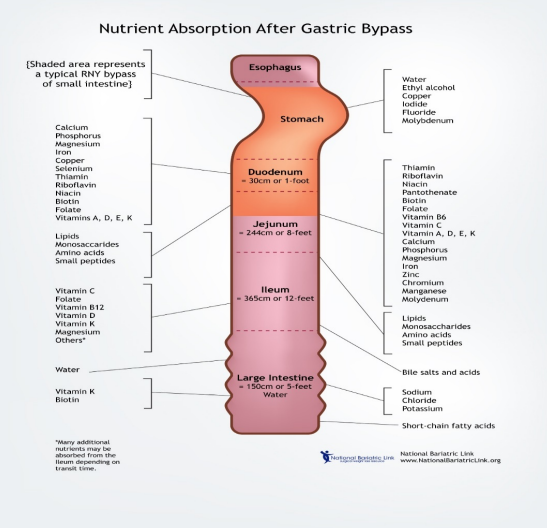 Nutrient Absorption After Gastric Bypass
{Shaded area represents
a typical RNY bypass
of small intestine}
Calcium
Phosphorus
Magnesium
Iron
Copper
Selenium
Thiamin
Riboflavin
Niacin
Biotin
Folate
Vitamins A, D, E, K
Lipids
Monosaccarides
Amino acids
Small peptides
Vitamin C
Folate
Vitamin B12
Vitamin D
Vitamin K
Magnesium
Others*
Water
Vitamin K
Biotin
*Many additional
nutrients may be
absorbed from the
Ileum depending on
transit time.
Esophagus
Stomach
Duodenum
= 30cm or 1-foot
Jejunum
= 244cm or 8-feet
Ileum
= 365cm or 12-feet
Large Intestine
= 150cm or 5-feet
Water
Water
Ethyl alcohol
Copper
Iodide
Fluoride
Molybdenum
Thiamin
Riboflavin
Niacin
Pantothenate
Biotin
Folate
Vitamin B6
Vitamin C
Vitamin A, D, E, K
Calcium
Phosphorus
Magnesium
Iron
Zinc
Chromium
Manganese
Molydenum
Lipids
Monosaccharides
Amino acids
Small peptides
Bile salts and acids
Sodium
Chloride
Potassium
Short-chain fatty acids
National Bariatric Link
National Bariatric Link
www.NationalBariatricLink.org